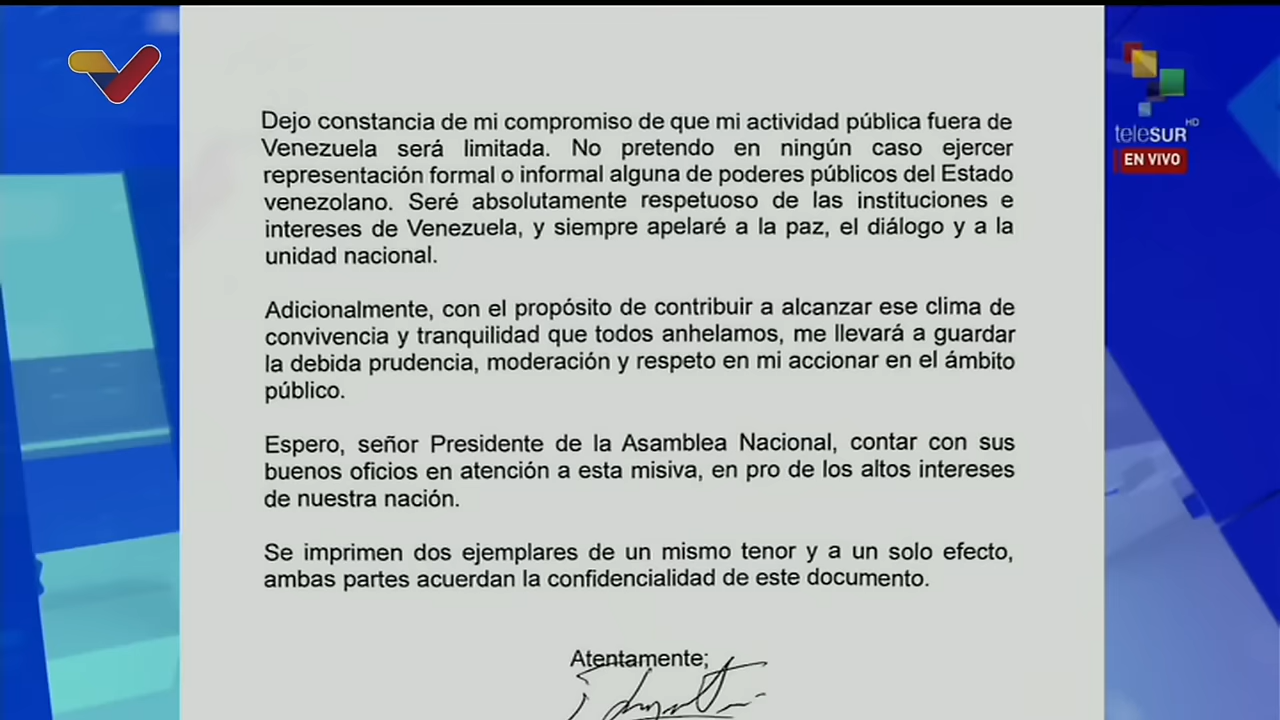 Dejo constancia de mi compromiso de que mi actividad pública fuera de
Venezuela será limitada. No pretendo en ningún caso ejercer
representación formal o informal alguna de poderes públicos del Estado
venezolano. Seré absolutamente respetuoso de las instituciones e
intereses de Venezuela, y siempre apelaré a la paz, el diálogo y a la
unidad nacional.
Adicionalmente, con el propósito de contribuir a alcanzar ese clima de
convivencia y tranquilidad que todos anhelamos, me llevará a guardar
la debida prudencia, moderación y respeto en mi accionar en el ámbito
público.
Espero, señor Presidente de la Asamblea Nacional, contar con sus
buenos oficios en atención a esta misiva, en pro de los altos intereses
de nuestra nación.
Se imprimen dos ejemplares de un mismo tenor y a un solo efecto,
ambas partes acuerdan la confidencialidad de este documento.
Atentamente;
teleSUR HD
EN VIVO